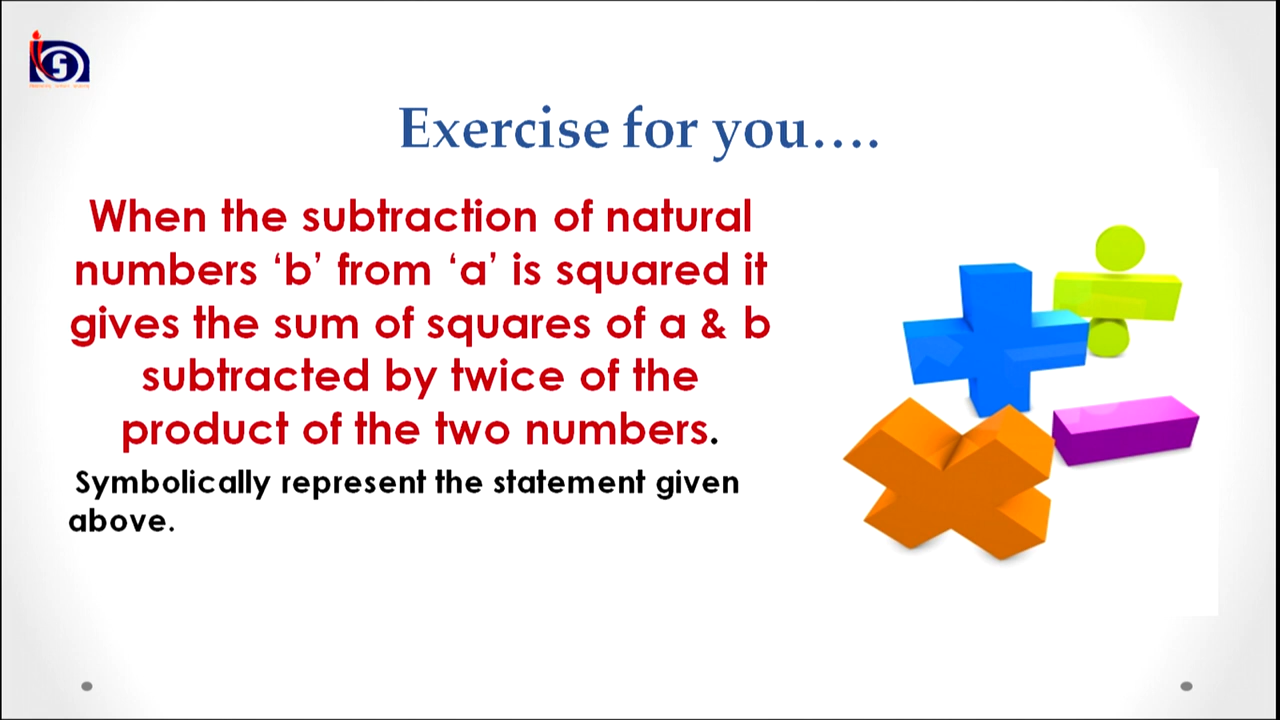 Exercise for you....
When the subtraction of natural
numbers ‘b’ from ‘a’ is squared it
gives the sum of squares of a & b
subtracted by twice of the
product of the two numbers.
Symbolically represent the statement given
above.